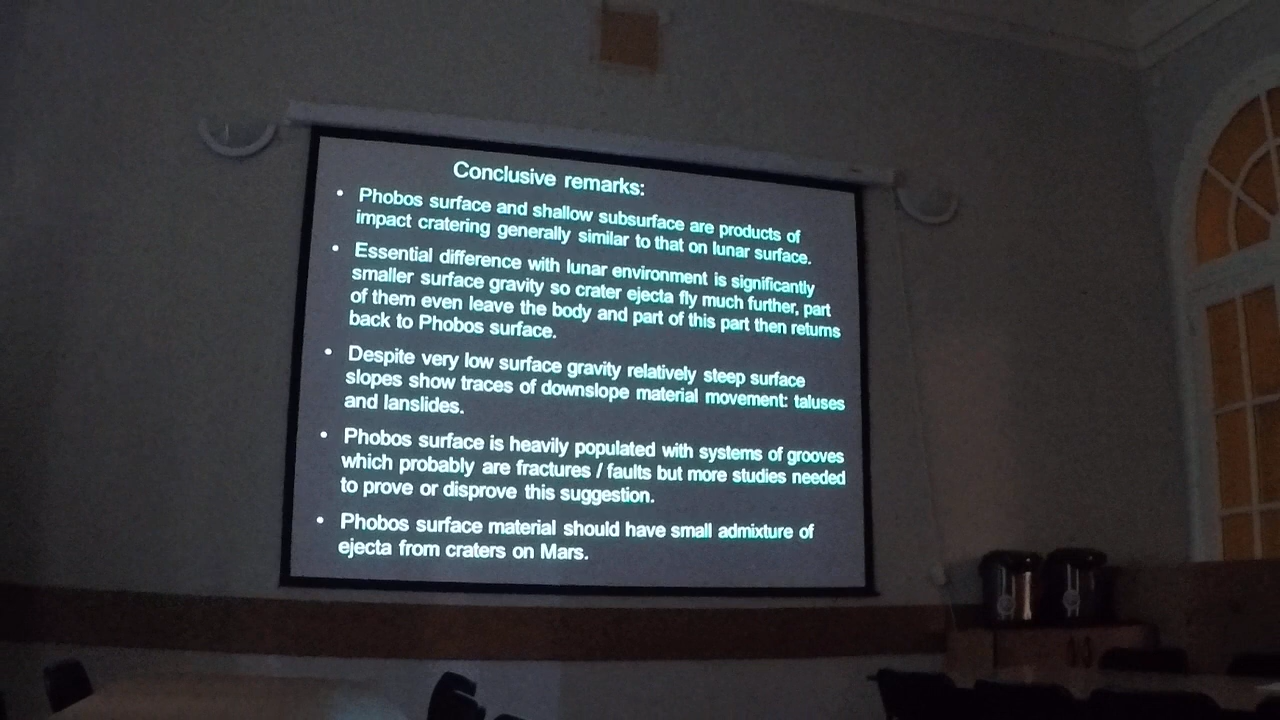 Conclusive remarks:
• Phobos surface and shallow subsurface are products of
impact cratering generally similar to that on lunar surface.
• Essential difference with lunar environment is significantly
smaller surface gravity so crater ejecta fly much further, part
of them even leave the body and part of this part then returns
back to Phobos surface.
• Despite very low surface gravity relatively steep surface
slopes show traces of downslope material movement: taluses
and lanslides.
• Phobos surface is heavily populated with systems of grooves
which probably are fractures / faults but more studies needed
to prove or disprove this suggestion.
• Phobos surface material should have small admixture of
ejecta from craters on Mars.